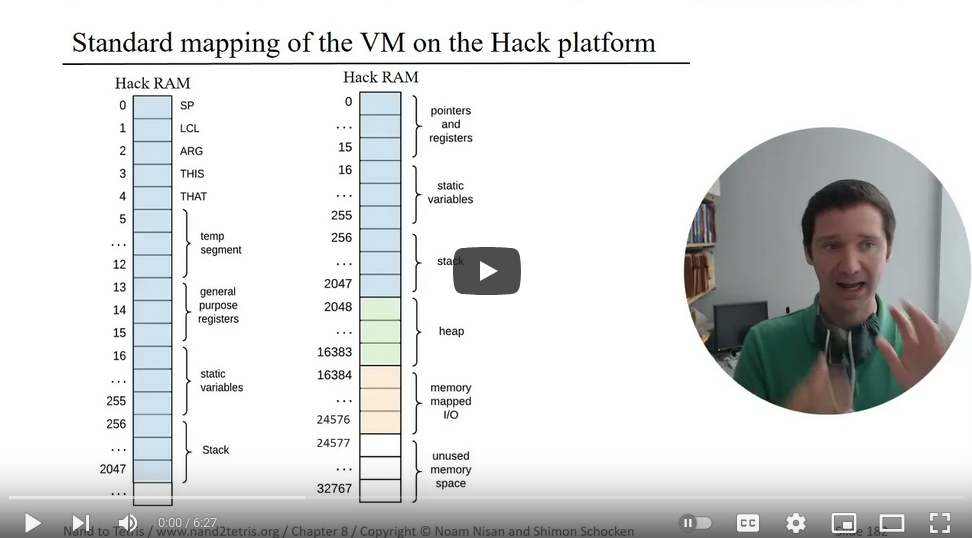 Standard mapping of the VM on the Hack platform
Hack RAM
0 SP
1 LCL
2 ARG
3 THIS
4 THAT
5
...
12
temp
segment
13
14
15
general
purpose
registers
16
...
255
static
variables
256
...
2047
Stack
...
Hack RAM
0
...
15
pointers
and
registers
16
...
255
static
variables
256
...
2047
stack
2048
...
16383
heap
16384
...
24576
memory
mapped
I/O
24577
...
32767
unused
memory
space
0:00 / 6:27
CC
Nand to Tetris / www.nand2tetris.org / Chapter 8 / Copyright © Noam Nisan and Shimon Schocken
Slide 182